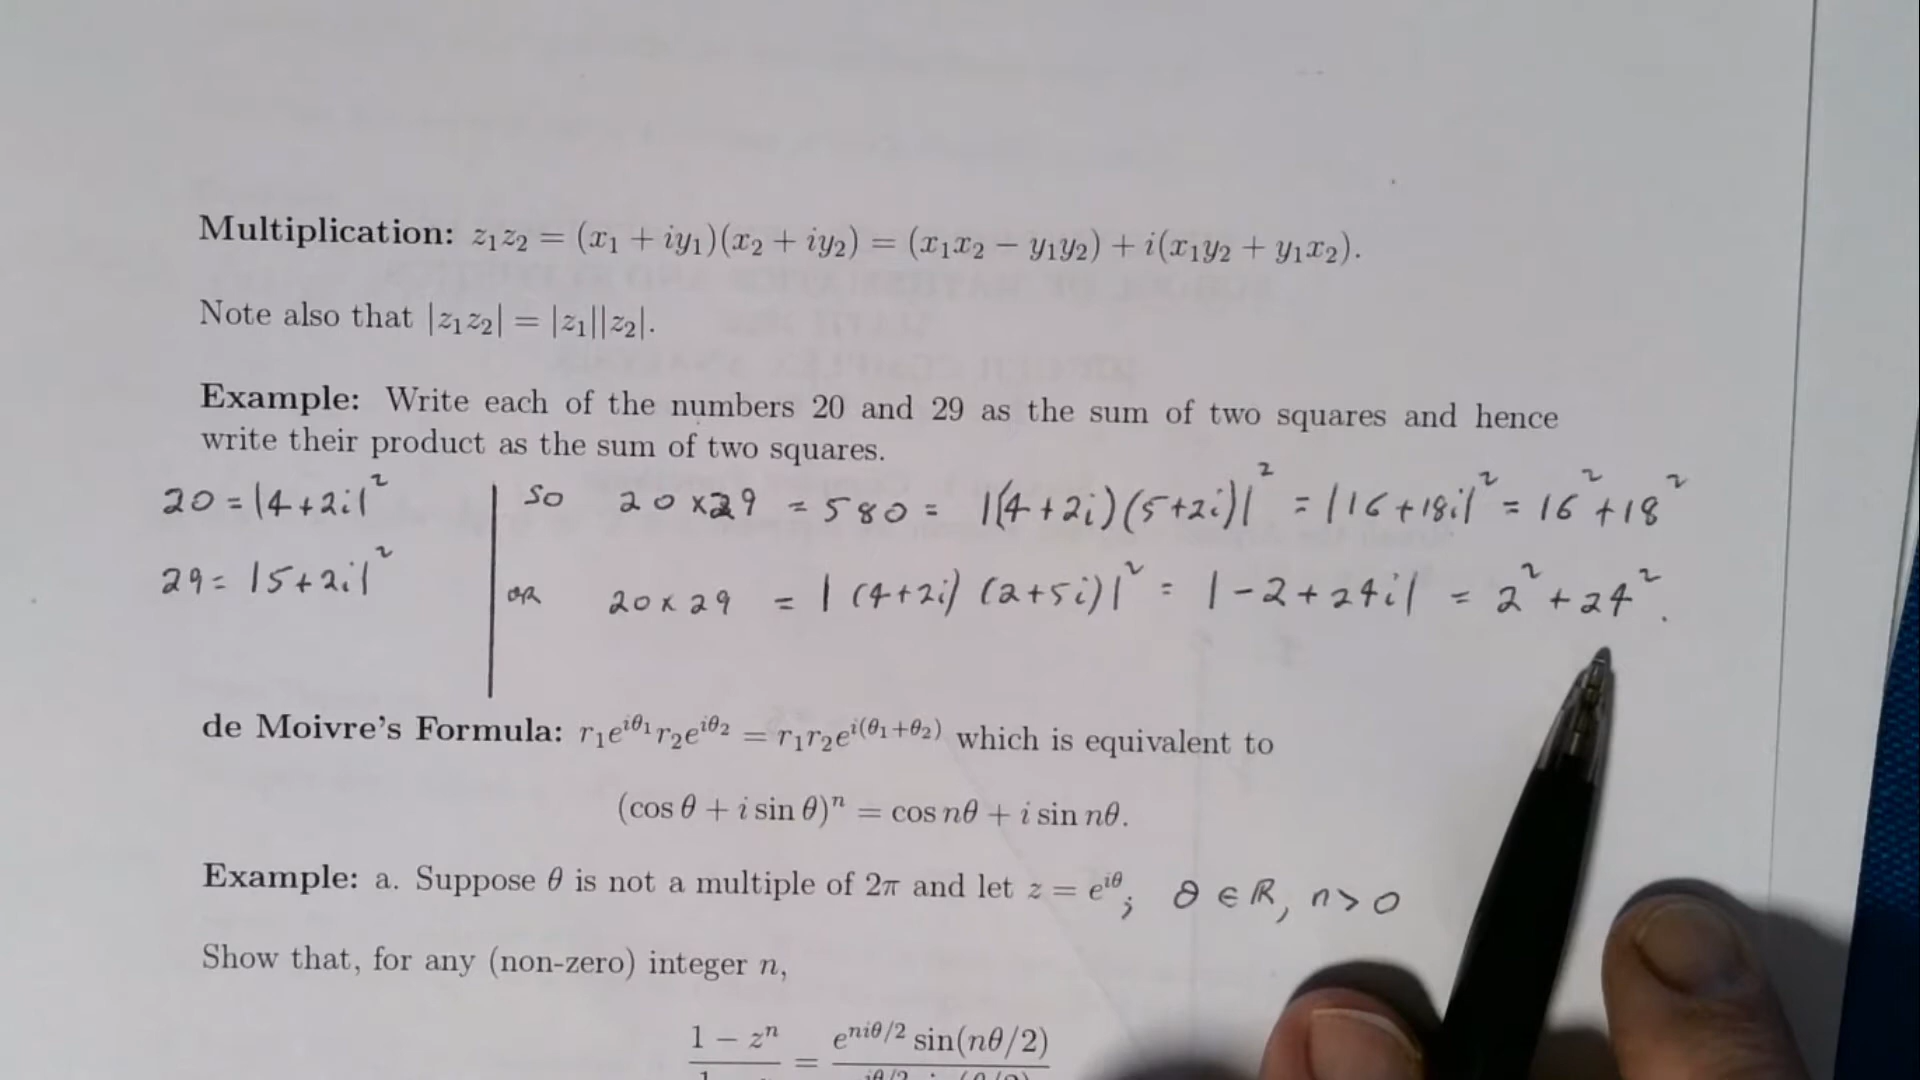 Multiplication: z₁z₂ = (x₁ + iy₁)(x₂ + iy₂) = (x₁x₂ − y₁y₂) + i(x₁y₂ + y₁x₂).
Note also that |z₁z₂| = |z₁||z₂|.
Example: Write each of the numbers 20 and 29 as the sum of two squares and hence
write their product as the sum of two squares.
20 = |4+2i|²
29 = |5+2i|²
SO 20 × 29 = 580 = |(4+2i)(5+2i)|² = |16+18i|² = 16² + 18²
OR 20 × 29 = |(4+2i)(2+5i)|² = |-2+24i| = 2² + 24².
de Moivre's Formula: r₁e^{iθ₁}r₂e^{iθ₂} = r₁r₂e^{i(θ₁+θ₂)} which is equivalent to
(cos θ + i sin θ)ⁿ = cos nθ + i sin nθ.
Example: a. Suppose θ is not a multiple of 2π and let z = e^{iθ}; θ ∈ ℝ, n > 0
Show that, for any (non-zero) integer n,
1 − zⁿ = e^{niθ/2} sin(nθ/2)